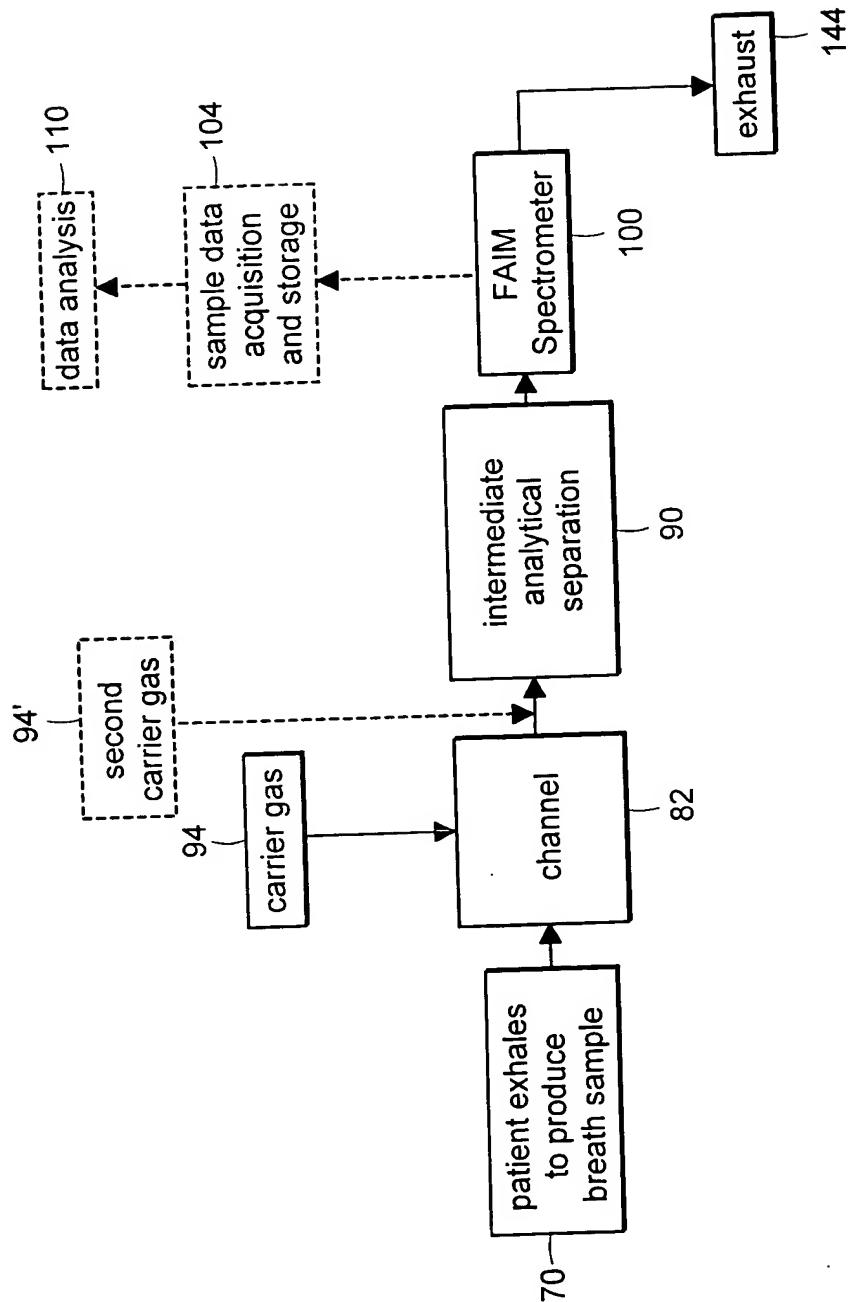 patient exhales
to produce
breath sample
70
channel
82
carrier gas
94
second
carrier gas
94'
intermediate
analytical
separation
90
FAIM
Spectrometer
100
sample data
acquisition
and storage
104
data analysis
110
exhaust
144